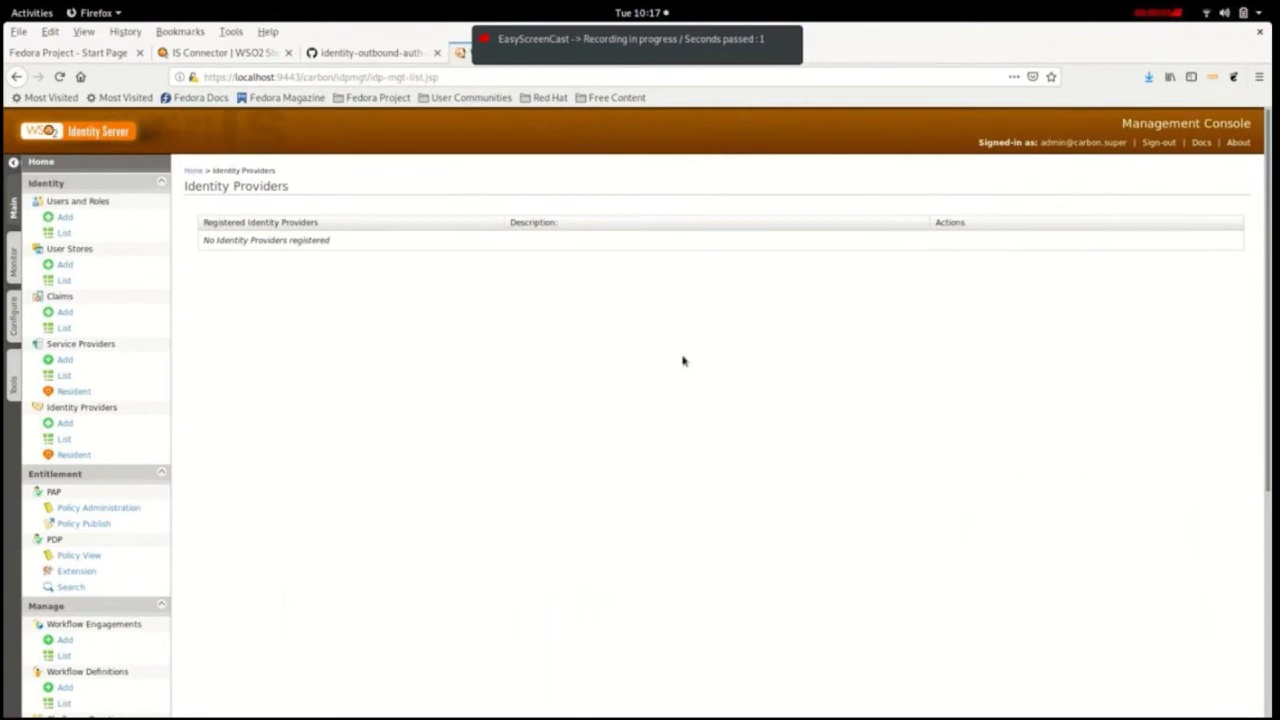 Activities Firefox Tue 10:17
File Edit View History Bookmarks Tools Help
EasyScreenCast -> Recording in progress / Seconds passed : 1
Fedora Project - Start Page IS Connector | WSO2 identity-outbound-auth-
https://localhost:9443/carbon/idpmgt/idp-mgt-list.jsp
Most Visited Most Visited Fedora Docs Fedora Magazine Fedora Project User Communities Red Hat Free Content
WSO2 Identity Server
Management Console
Signed-in as: admin@carbon.super | Sign-out | Docs | About
Main
Monitor
Configure
Tools
Home
Identity
Users and Roles
Add
List
User Stores
Add
List
Claims
Add
List
Service Providers
Add
List
Resident
Identity Providers
Add
List
Resident
Entitlement
PAP
Policy Administration
Policy Publish
PDP
Policy View
Extension
Search
Manage
Workflow Engagements
Add
List
Workflow Definitions
Add
List
Home > Identity Providers
Identity Providers
Registered Identity Providers Description: Actions
No Identity Providers registered